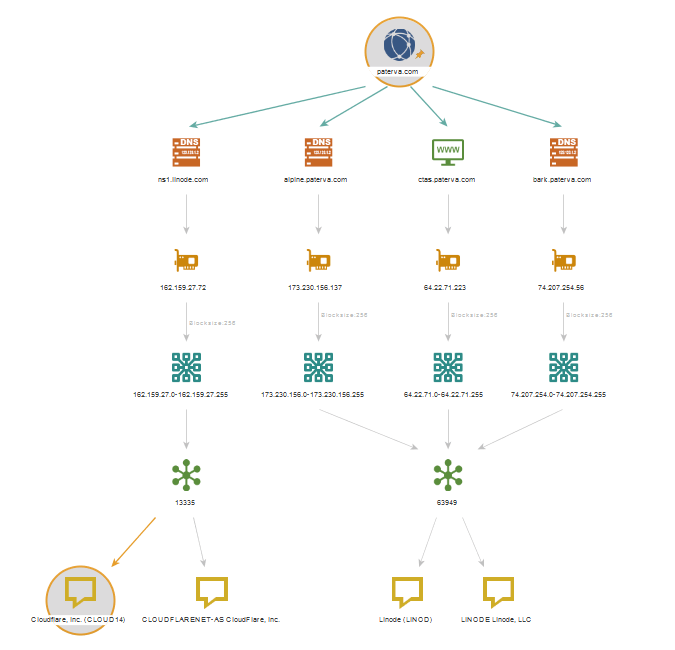 paterva.com
DNS
DNS
WWW
DNS
ns1.linode.com
alpine.paterva.com
ctas.paterva.com
bark.paterva.com
162.159.27.72
173.230.156.137
64.22.71.223
74.207.254.56
Blocksize:256
Blocksize:256
Blocksize:256
Blocksize:256
162.159.27.0-162.159.27.255
173.230.156.0-173.230.156.255
64.22.71.0-64.22.71.255
74.207.254.0-74.207.254.255
13335
63949
Cloudflare, Inc. (CLOUD14)
CLOUDFLARENET-AS CloudFlare, Inc.
Linode (LINOD)
LINODE Linode, LLC